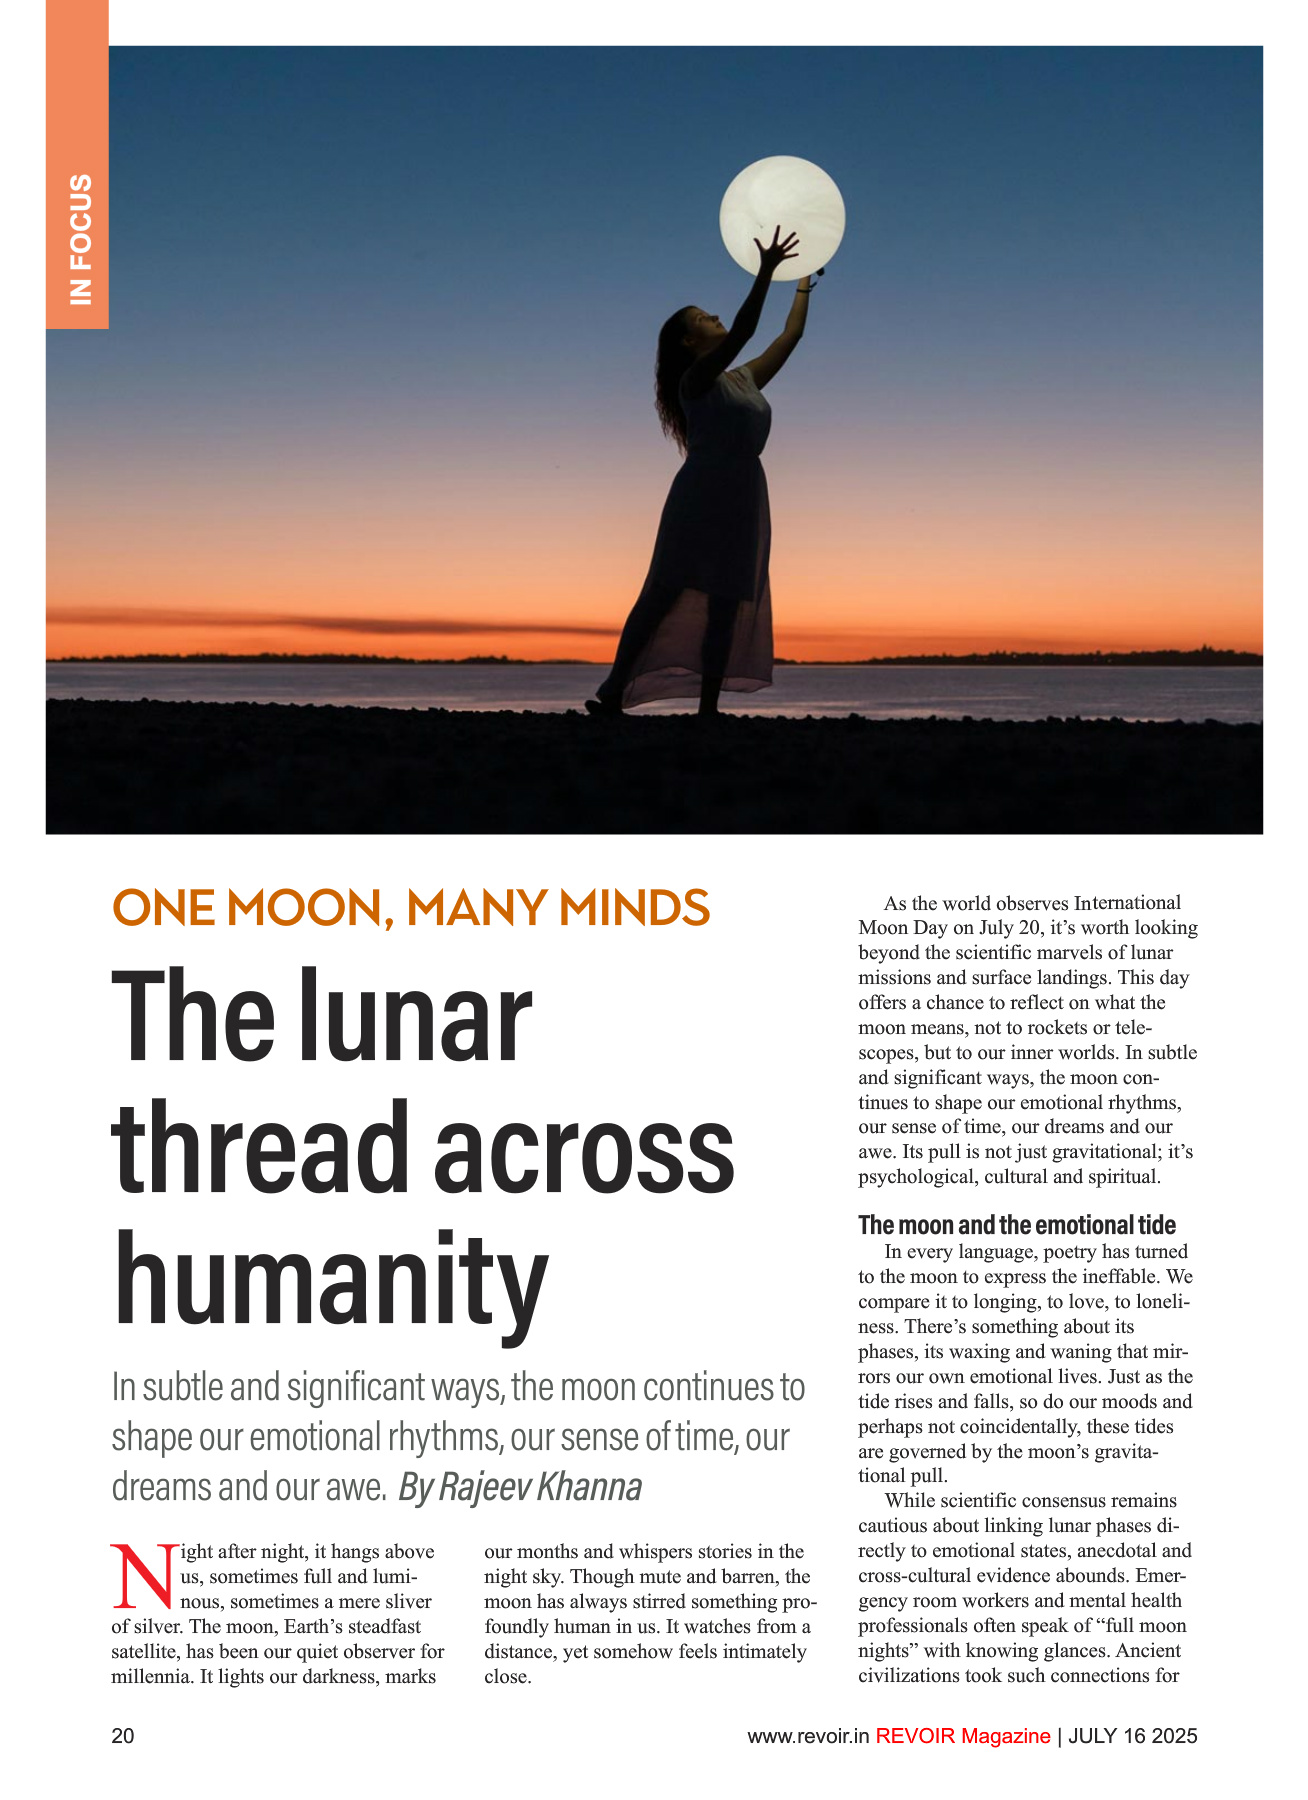 IN FOCUS
ONE MOON, MANY MINDS
The lunar
thread across
humanity
In subtle and significant ways, the moon continues to
shape our emotional rhythms, our sense of time, our
dreams and our awe. By Rajeev Khanna
Night after night, it hangs above
us, sometimes full and lumi-
nous, sometimes a mere sliver
of silver. The moon, Earth’s steadfast
satellite, has been our quiet observer for
millennia. It lights our darkness, marks
our months and whispers stories in the
night sky. Though mute and barren, the
moon has always stirred something pro-
foundly human in us. It watches from a
distance, yet somehow feels intimately
close.
As the world observes International
Moon Day on July 20, it’s worth looking
beyond the scientific marvels of lunar
missions and surface landings. This day
offers a chance to reflect on what the
moon means, not to rockets or tele-
scopes, but to our inner worlds. In subtle
and significant ways, the moon con-
tinues to shape our emotional rhythms,
our sense of time, our dreams and our
awe. Its pull is not just gravitational; it’s
psychological, cultural and spiritual.
The moon and the emotional tide
In every language, poetry has turned
to the moon to express the ineffable. We
compare it to longing, to love, to loneli-
ness. There’s something about its
phases, its waxing and waning that mir-
rors our own emotional lives. Just as the
tide rises and falls, so do our moods and
perhaps not coincidentally, these tides
are governed by the moon’s gravita-
tional pull.
While scientific consensus remains
cautious about linking lunar phases di-
rectly to emotional states, anecdotal and
cross-cultural evidence abounds. Emer-
gency room workers and mental health
professionals often speak of “full moon
nights” with knowing glances. Ancient
civilizations took such connections for
20
www.revoir.in REVOIR Magazine | JULY 16 2025